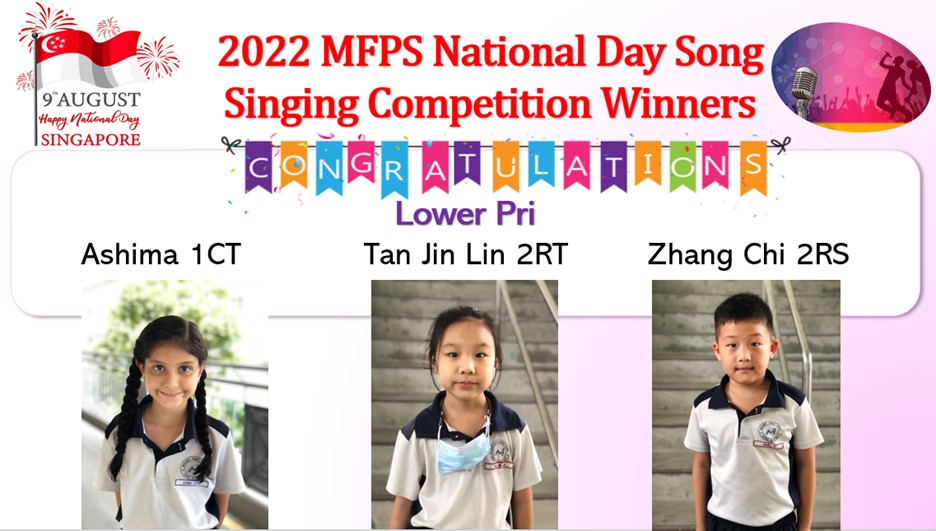 2022 MFPS National Day Song
Singing Competition Winners
9TH AUGUST
Happy National Day
SINGAPORE
CONGRATULATIONS
Lower Pri
Ashima 1CT
Tan Jin Lin 2RT
Zhang Chi 2RS